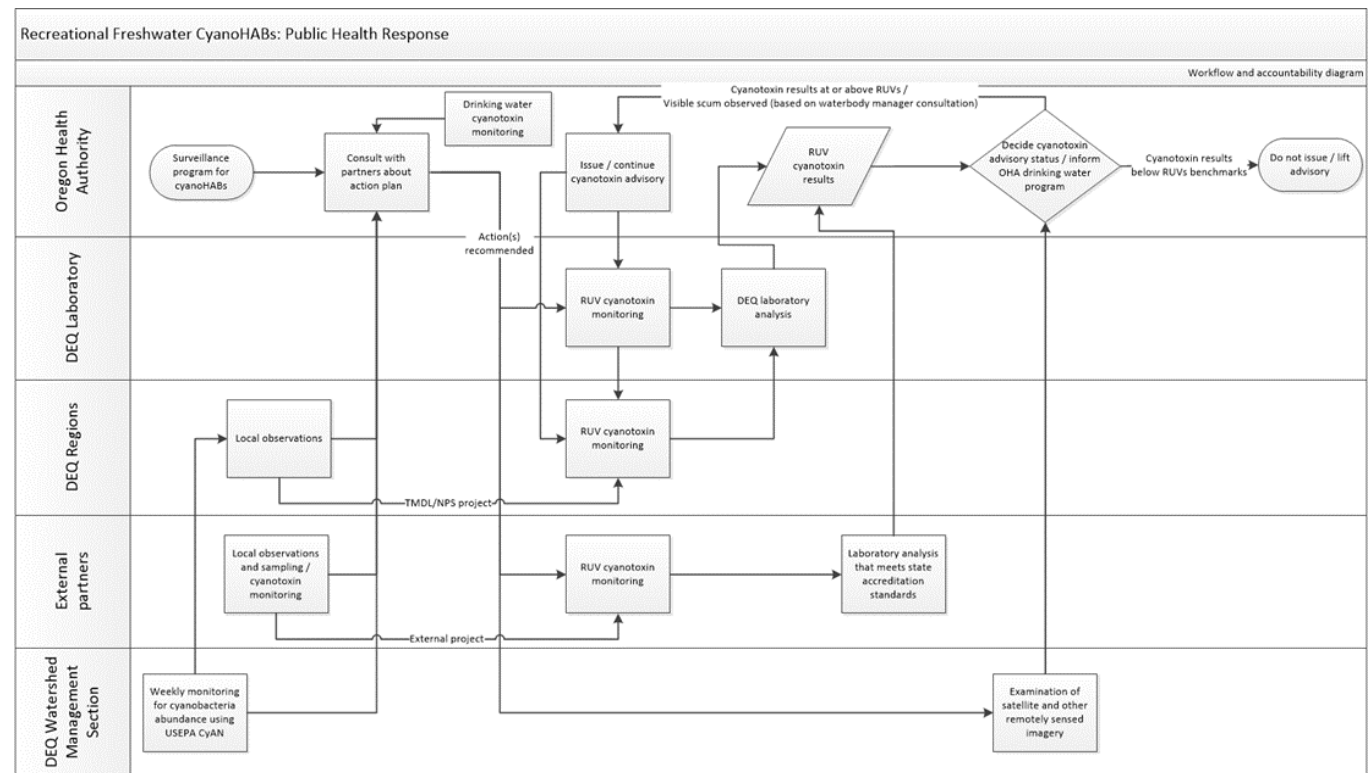 Recreational Freshwater CyanoHABs: Public Health Response
Workflow and accountability diagram
Oregon Health
Authority
Surveillance
program for
cyanoHABs
Consult with
partners about
action plan
Drinking water
cyanotoxin
monitoring
Action(s)
recommended
Issue / continue
cyanotoxin advisory
Cyanotoxin results at or above RUVs /
Visible scum observed (based on waterbody manager consultation)
RUV
cyanotoxin
results
Decide cyanotoxin
advisory status / inform
OHA drinking water
program
Cyanotoxin results
below RUVs benchmarks
Do not issue / lift
advisory
DEQ Laboratory
RUV cyanotoxin
monitoring
DEQ laboratory
analysis
DEQ Regions
Local observations
TMDL/NPS project
RUV cyanotoxin
monitoring
External
partners
Local observations
and sampling /
cyanotoxin
monitoring
External project
RUV cyanotoxin
monitoring
Laboratory analysis
that meets state
accreditation
standards
DEQ Watershed
Management
Section
Weekly monitoring
for cyanobacteria
abundance using
USEPA CyAN
Examination of
satellite and other
remotely sensed
imagery